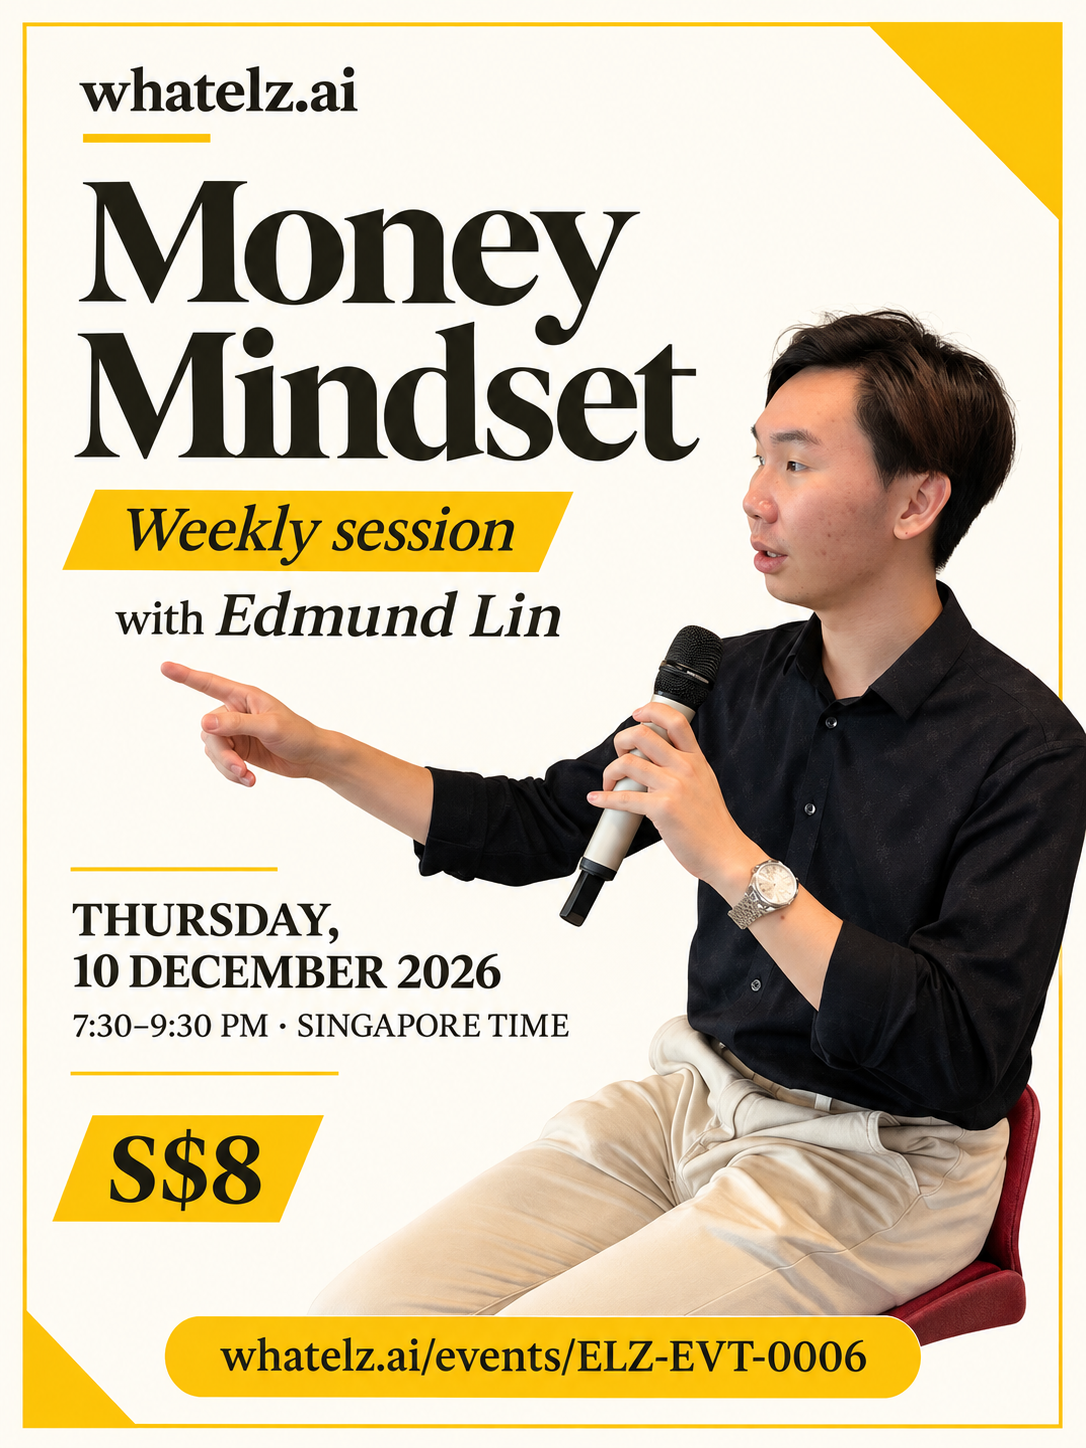 whatelz.ai
Money
Mindset
Weekly session
with Edmund Lin
THURSDAY,
10 DECEMBER 2026
7:30–9:30 PM · SINGAPORE TIME
S$8
whatelz.ai/events/ELZ-EVT-0006